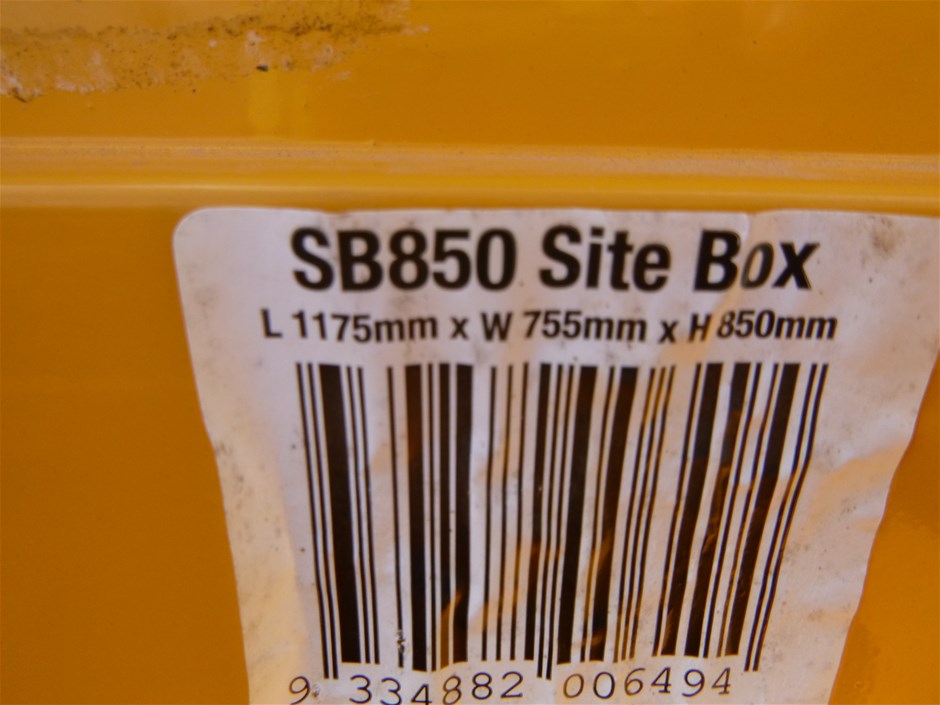 SB850 Site Box
L 1175mm x W 755mm x H 850mm
9 334882 006494